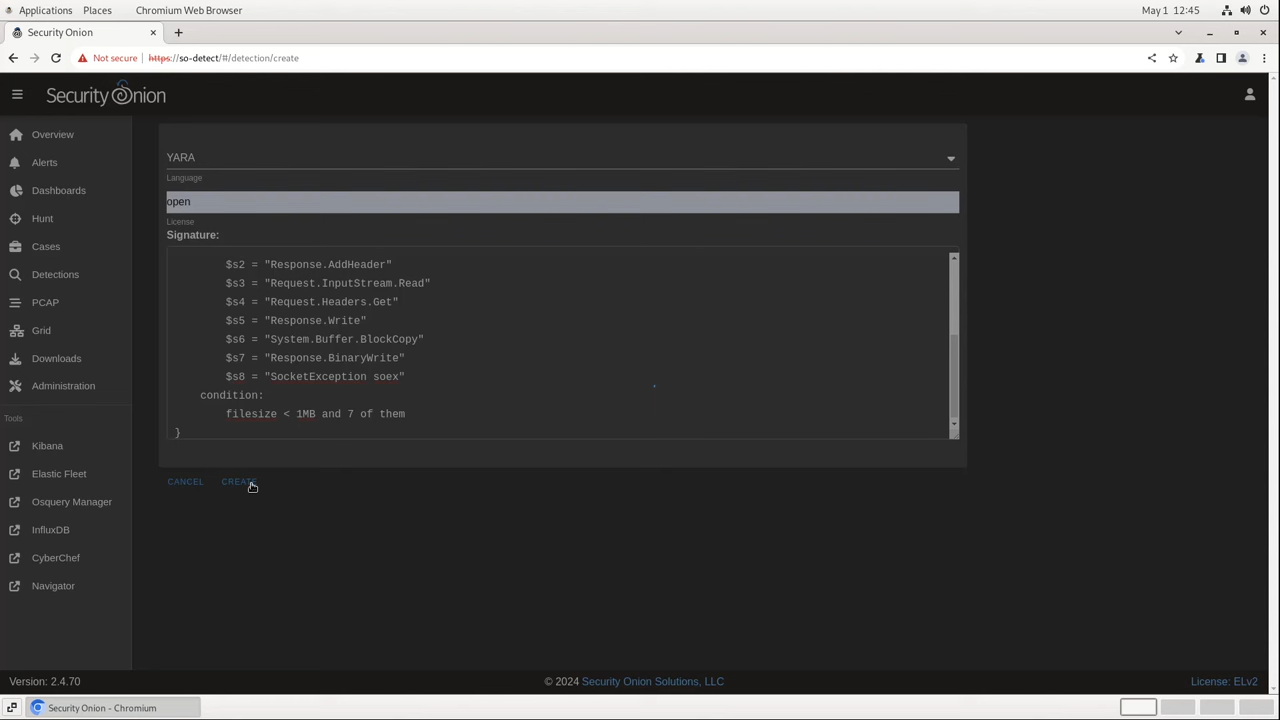 Applications Places Chromium Web Browser May 1 12:45
Security Onion
Not secure https://so-detect/#/detection/create
Security Onion
Overview
Alerts
Dashboards
Hunt
Cases
Detections
PCAP
Grid
Downloads
Administration
Tools
Kibana
Elastic Fleet
Osquery Manager
InfluxDB
CyberChef
Navigator
YARA
Language
open
License
Signature:
$s2 = "Response.AddHeader"
$s3 = "Request.InputStream.Read"
$s4 = "Request.Headers.Get"
$s5 = "Response.Write"
$s6 = "System.Buffer.BlockCopy"
$s7 = "Response.BinaryWrite"
$s8 = "SocketException soex"
condition:
filesize < 1MB and 7 of them
}
CANCEL CREATE
Version: 2.4.70 © 2024 Security Onion Solutions, LLC License: ELv2
Security Onion - Chromium